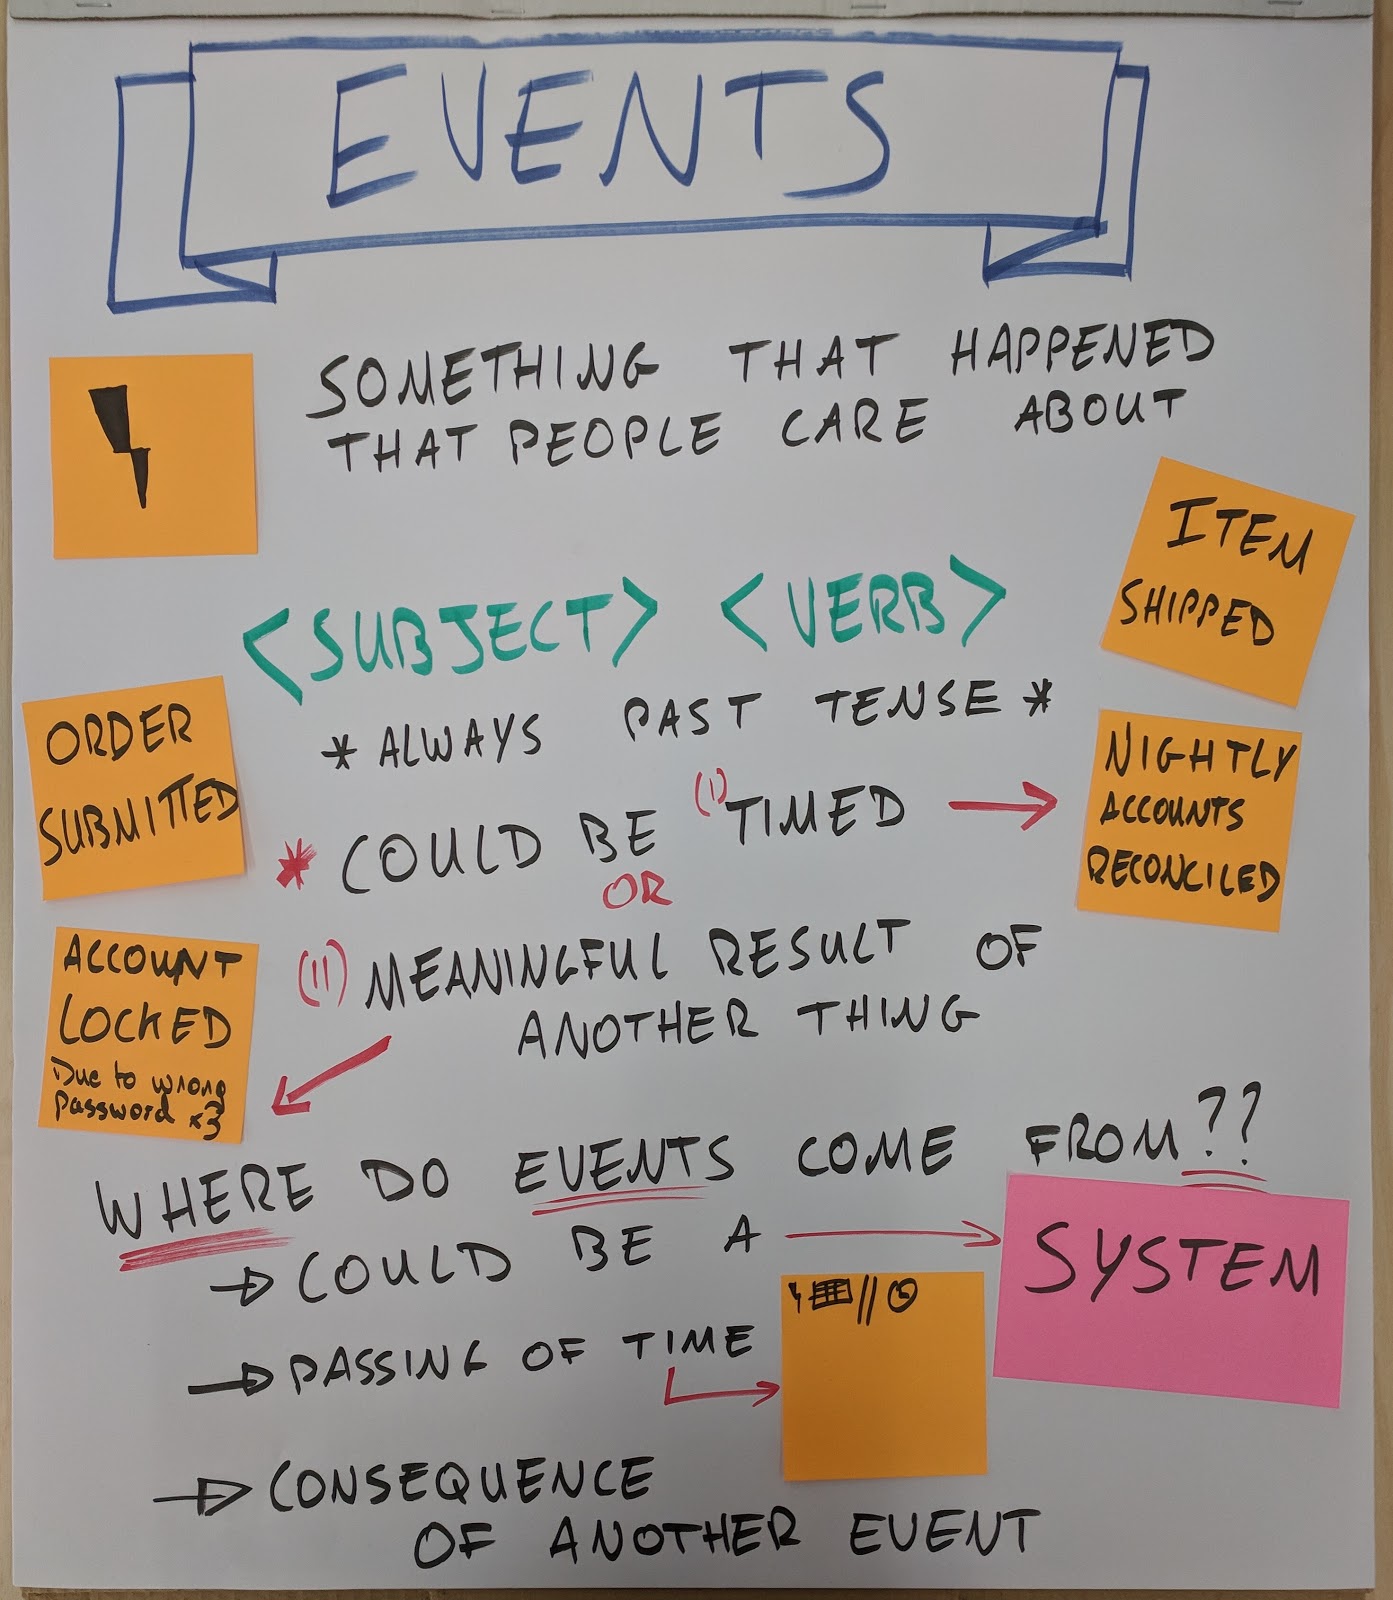 EVENTS
SOMETHING THAT HAPPENED
THAT PEOPLE CARE ABOUT
ITEM
SHIPPED
<SUBJECT> <VERB>
* ALWAYS PAST TENSE *
ORDER
SUBMITTED
* COULD BE (I) TIMED
OR
NIGHTLY
ACCOUNTS
RECONCILED
(II) MEANINGFUL RESULT OF
ANOTHER THING
ACCOUNT
LOCKED
Due to wrong
password x3
WHERE DO EVENTS COME FROM??
→ COULD BE A →
SYSTEM
→ PASSING OF TIME
→ CONSEQUENCE
OF ANOTHER EVENT